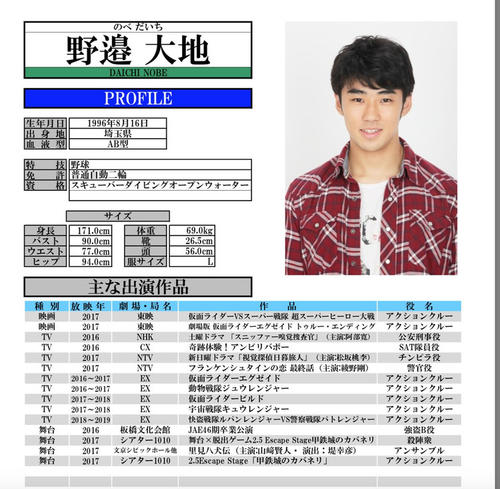 のべ だいち
野邉 大地
DAICHI NOBE
PROFILE
生年月日 1996年8月16日
出身地 埼玉県
血液型 AB型
特技 野球
免許 普通自動二輪
資格 スキューバーダイビングオープンウォーター
サイズ
身長 171.0cm 体重 69.0kg
バスト 90.0cm 靴 26.5cm
ウエスト 77.0cm 頭 56.0cm
ヒップ 94.0cm 服サイズ L
主な出演作品
種 別 放 映 年 劇 場・局 名 作 品 役 名
映画 2017 東映 仮面ライダーVSスーパー戦隊 超スーパーヒーロー大戦 アクションクルー
映画 2017 東映 劇場版 仮面ライダーエグゼイド トゥルー・エンディング アクションクルー
TV 2016 NHK 土曜ドラマ「スニッファー嗅覚捜査官」(主演:阿部寛) 公安刑事役
TV 2016 CX 奇跡体験!アンビリバボー SAT隊員役
TV 2017 NTV 新日曜ドラマ「視覚探偵日暮旅人」(主演:松坂桃李) チンピラ役
TV 2017 NTV フランケンシュタインの恋 最終話(主演:綾野剛) 警官役
TV 2016~2017 EX 仮面ライダーエグゼイド アクションクルー
TV 2016~2017 EX 動物戦隊ジュウオウジャー アクションクルー
TV 2017~2018 EX 仮面ライダービルド アクションクルー
TV 2017~2018 EX 宇宙戦隊キュウレンジャー アクションクルー
TV 2018~2019 EX 快盗戦隊ルパンレンジャーVS警察戦隊パトレンジャー アクションクルー
舞台 2016 板橋文化会館 JAE46期卒業公演 強盗B役
舞台 2017 シアター1010 舞台×脱出ゲーム2.5 Escape Stage甲鉄城のカバネリ 殺陣衆
舞台 2017 文京シビックホール他 里見八犬伝(主演:山﨑賢人・演出:堤幸彦) アンサンブル
舞台 2017 シアター1010 2.5Escape Stage「甲鉄城のカバネリ」 アクションクルー